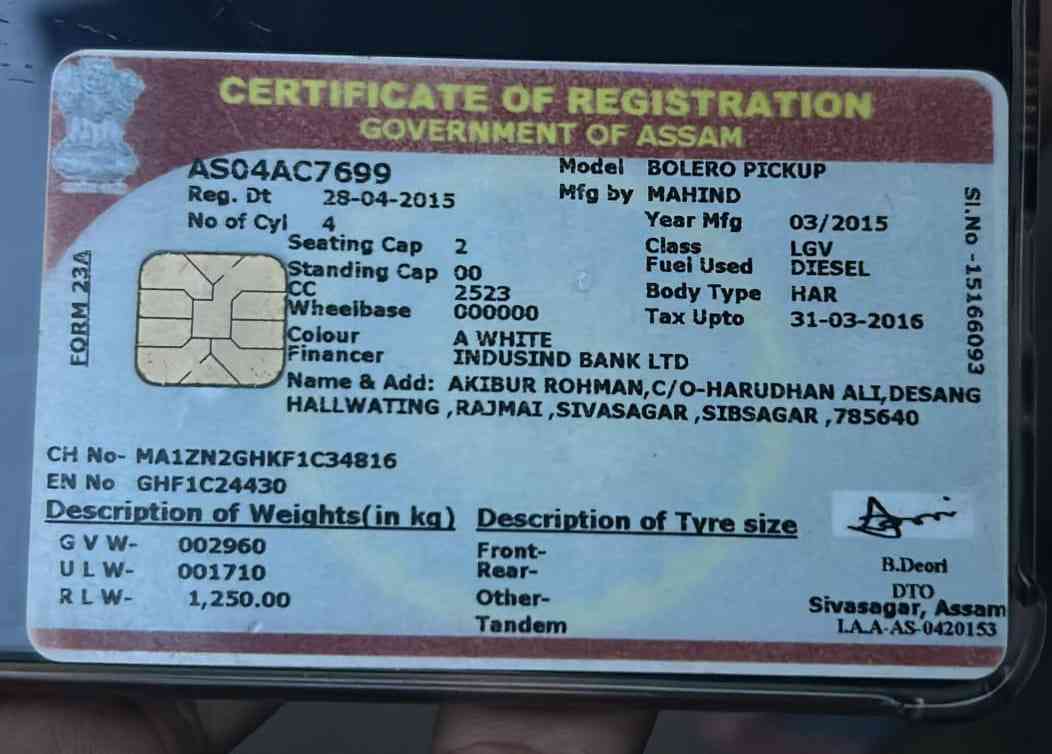 CERTIFICATE OF REGISTRATION
GOVERNMENT OF ASSAM
AS04AC7699
Model BOLERO PICKUP
Reg. Dt 28-04-2015
Mfg by MAHIND
No of Cyl 4
Year Mfg 03/2015
Seating Cap 2
Class LGV
Standing Cap 00
Fuel Used DIESEL
CC 2523
Body Type HAR
Wheelbase 000000
Tax Upto 31-03-2016
Colour A WHITE
Financer INDUSIND BANK LTD
Name & Add: AKIBUR ROHMAN,C/O-HARUDHAN ALI,DESANG
HALLWATING ,RAJMAI ,SIVASAGAR ,SIBSAGAR ,785640
FORM 23A
Sl.No -15166093
CH No- MA1ZN2GHKF1C34816
EN No GHF1C24430
Description of Weights(in kg)
Description of Tyre size
G V W- 002960
Front-
U L W- 001710
Rear-
R L W- 1,250.00
Other-
Tandem
B.Deori
DTO
Sivasagar, Assam
I.A.A-AS-0420153